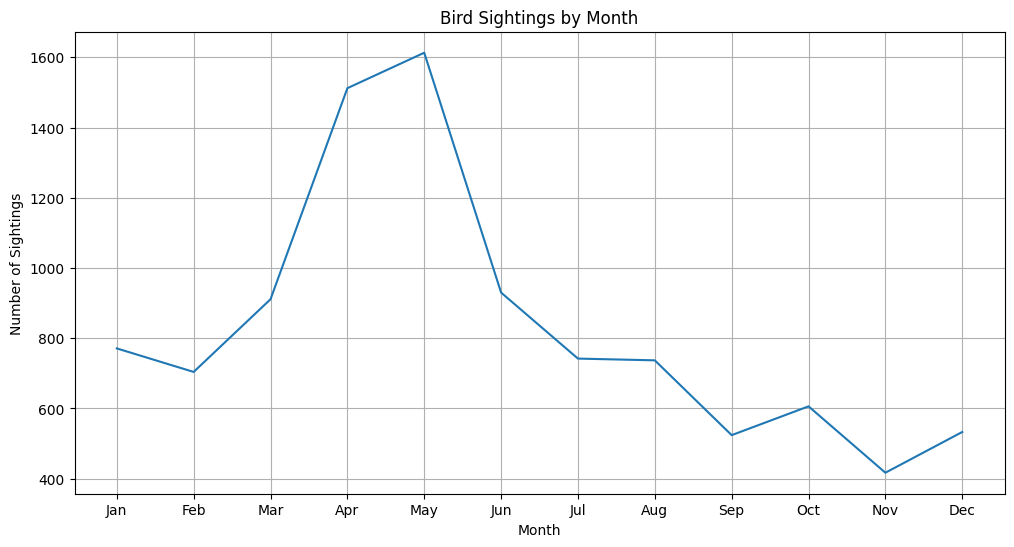 Bird Sightings by Month
Number of Sightings
1600
1400
1200
1000
800
600
400
Jan Feb Mar Apr May Jun Jul Aug Sep Oct Nov Dec
Month